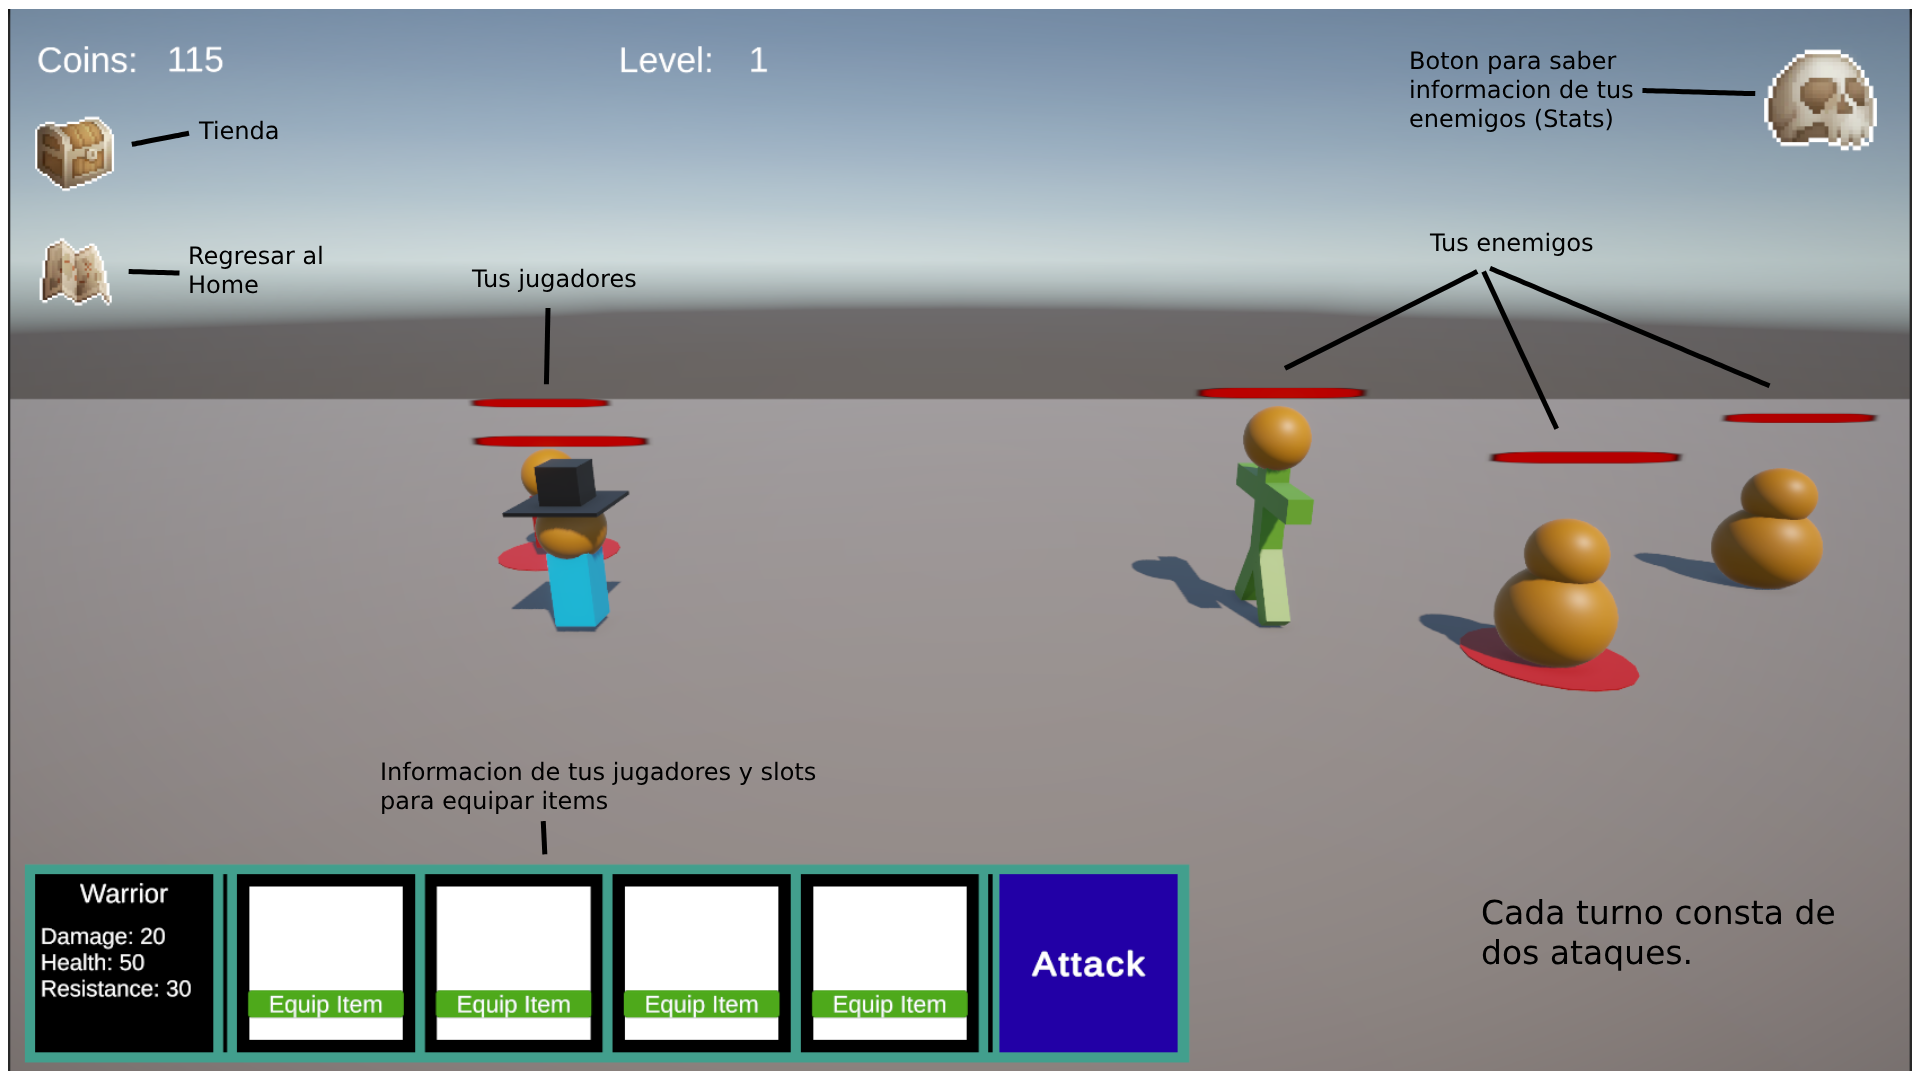 Coins: 115
Level: 1
Boton para saber
informacion de tus
enemigos (Stats)
Tienda
Regresar al
Home
Tus jugadores
Tus enemigos
Informacion de tus jugadores y slots
para equipar items
Warrior
Damage: 20
Health: 50
Resistance: 30
Equip Item
Equip Item
Equip Item
Equip Item
Attack
Cada turno consta de
dos ataques.